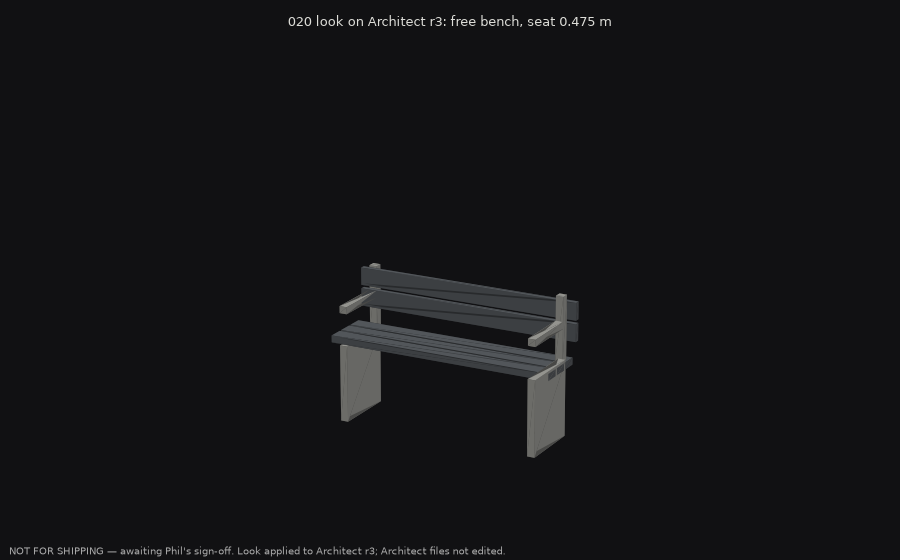 020 look on Architect r3: free bench, seat 0.475 m
NOT FOR SHIPPING — awaiting Phil's sign-off. Look applied to Architect r3; Architect files not edited.